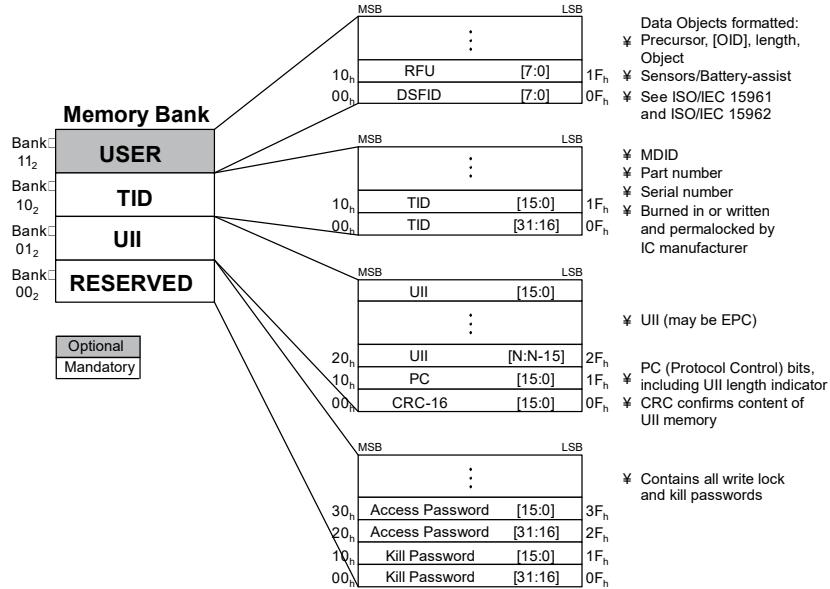 MSB LSB
⋮
10h RFU [7:0] 1Fh
00h DSFID [7:0] 0Fh
Data Objects formatted:
¥ Precursor, [OID], length,
Object
¥ Sensors/Battery-assist
¥ See ISO/IEC 15961
and ISO/IEC 15962
Memory Bank
Bank 11₂ USER
Bank 10₂ TID
Bank 01₂ UII
Bank 00₂ RESERVED
Optional
Mandatory
MSB LSB
⋮
10h TID [15:0] 1Fh
00h TID [31:16] 0Fh
¥ MDID
¥ Part number
¥ Serial number
¥ Burned in or written
and permalocked by
IC manufacturer
MSB LSB
UII [15:0]
⋮
20h UII [N:N-15] 2Fh
10h PC [15:0] 1Fh
00h CRC-16 [15:0] 0Fh
¥ UII (may be EPC)
¥ PC (Protocol Control) bits,
including UII length indicator
¥ CRC confirms content of
UII memory
MSB LSB
⋮
30h Access Password [15:0] 3Fh
20h Access Password [31:16] 2Fh
10h Kill Password [15:0] 1Fh
00h Kill Password [31:16] 0Fh
¥ Contains all write lock
and kill passwords